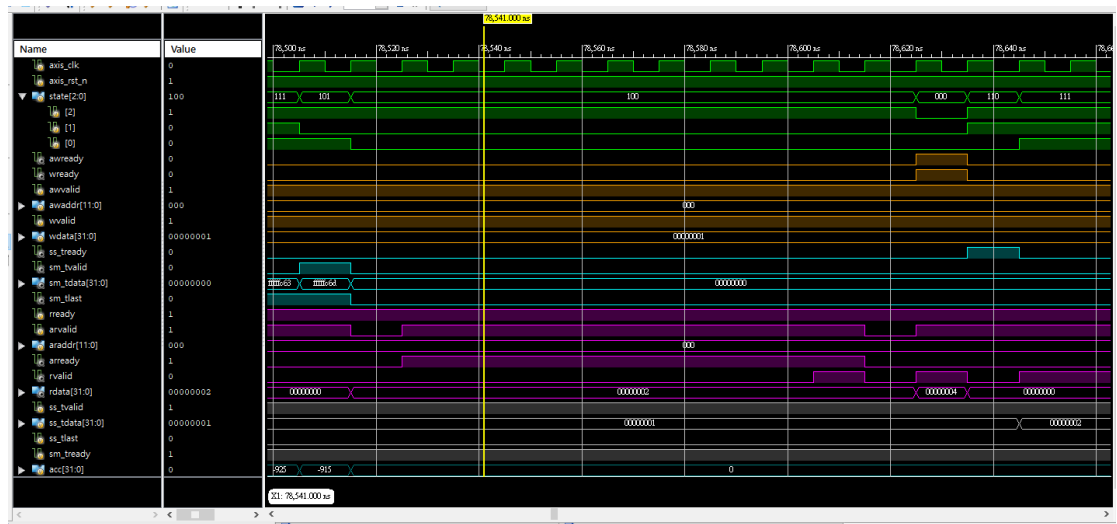 78,541.000 ns
Name Value 78,500 ns 78,520 ns 78,540 ns 78,560 ns 78,580 ns 78,600 ns 78,620 ns 78,640 ns
axis_clk 0
axis_rst_n 1
state[2:0] 100 111 101 100 000 110 111
[2] 1
[1] 0
[0] 0
awready 0
wready 0
awvalid 1
awaddr[11:0] 000 000
wvalid 1
wdata[31:0] 00000001 00000001
ss_tready 0
sm_tvalid 0
sm_tdata[31:0] 00000000 00000000
sm_tlast 0
rready 1
arvalid 1
araddr[11:0] 000 000
arready 1
rvalid 0
rdata[31:0] 00000002 00000000 00000002 00000004 00000000
ss_tvalid 1
ss_tdata[31:0] 00000001 00000001 00000002
ss_tlast 0
sm_tready 1
acc[31:0] 0 -925 -915 0
X1: 78,541.000 ns